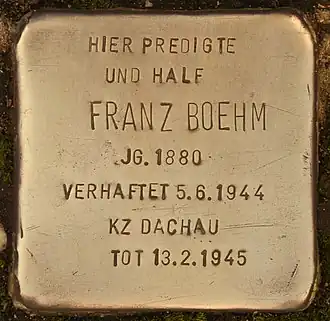 HIER PREDIGTE
UND HALF
FRANZ BOEHM
JG. 1880
VERHAFTET 5.6.1944
KZ DACHAU
TOT 13.2.1945